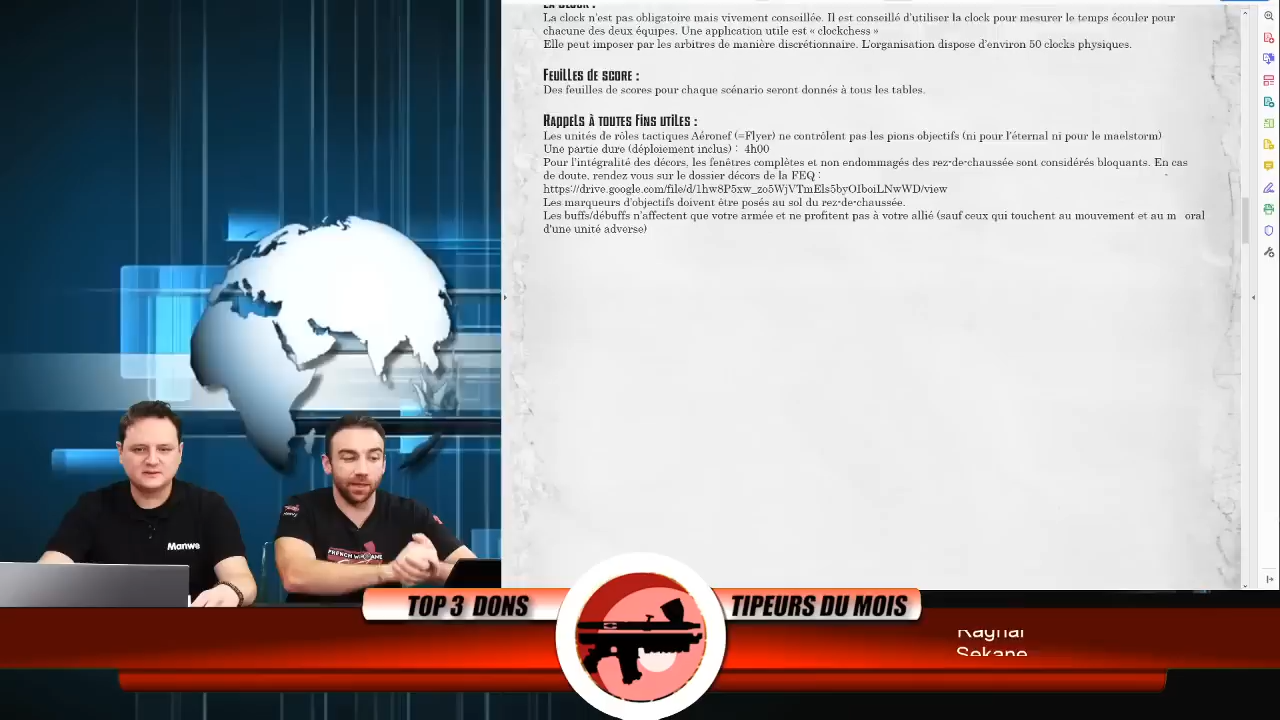 La clock n'est pas obligatoire mais vivement conseillée. Il est conseillé d'utiliser la clock pour mesurer le temps écouler pour
chacune des deux équipes. Une application utile est « clockchess »
Elle peut imposer par les arbitres de manière discrétionnaire. L'organisation dispose d'environ 50 clocks physiques.
Feuilles de score :
Des feuilles de scores pour chaque scénario seront donnés à tous les tables.
Rappels à toutes fins utiles :
Les unités de rôles tactiques Aéronef (=Flyer) ne contrôlent pas les pions objectifs (ni pour l'éternal ni pour le maelstorm)
Une partie dure (déploiement inclus) : 4h00
Pour l'intégralité des décors, les fenêtres complètes et non endommagés des rez-de-chaussée sont considérés bloquants. En cas
de doute, rendez vous sur le dossier décors de la FEQ :
https://drive.google.com/file/d/1hw8P5xw_zo5WjVTmEls5byOIboiLNwWD/view
Les marqueurs d'objectifs doivent être posés au sol du rez-de-chaussée.
Les buffs/débuffs n'affectent que votre armée et ne profitent pas à votre allié (sauf ceux qui touchent au mouvement et au m oral
d'une unité adverse)
Manwe
TOP 3 DONS
TIPEURS DU MOIS
Ragnar
Sekane